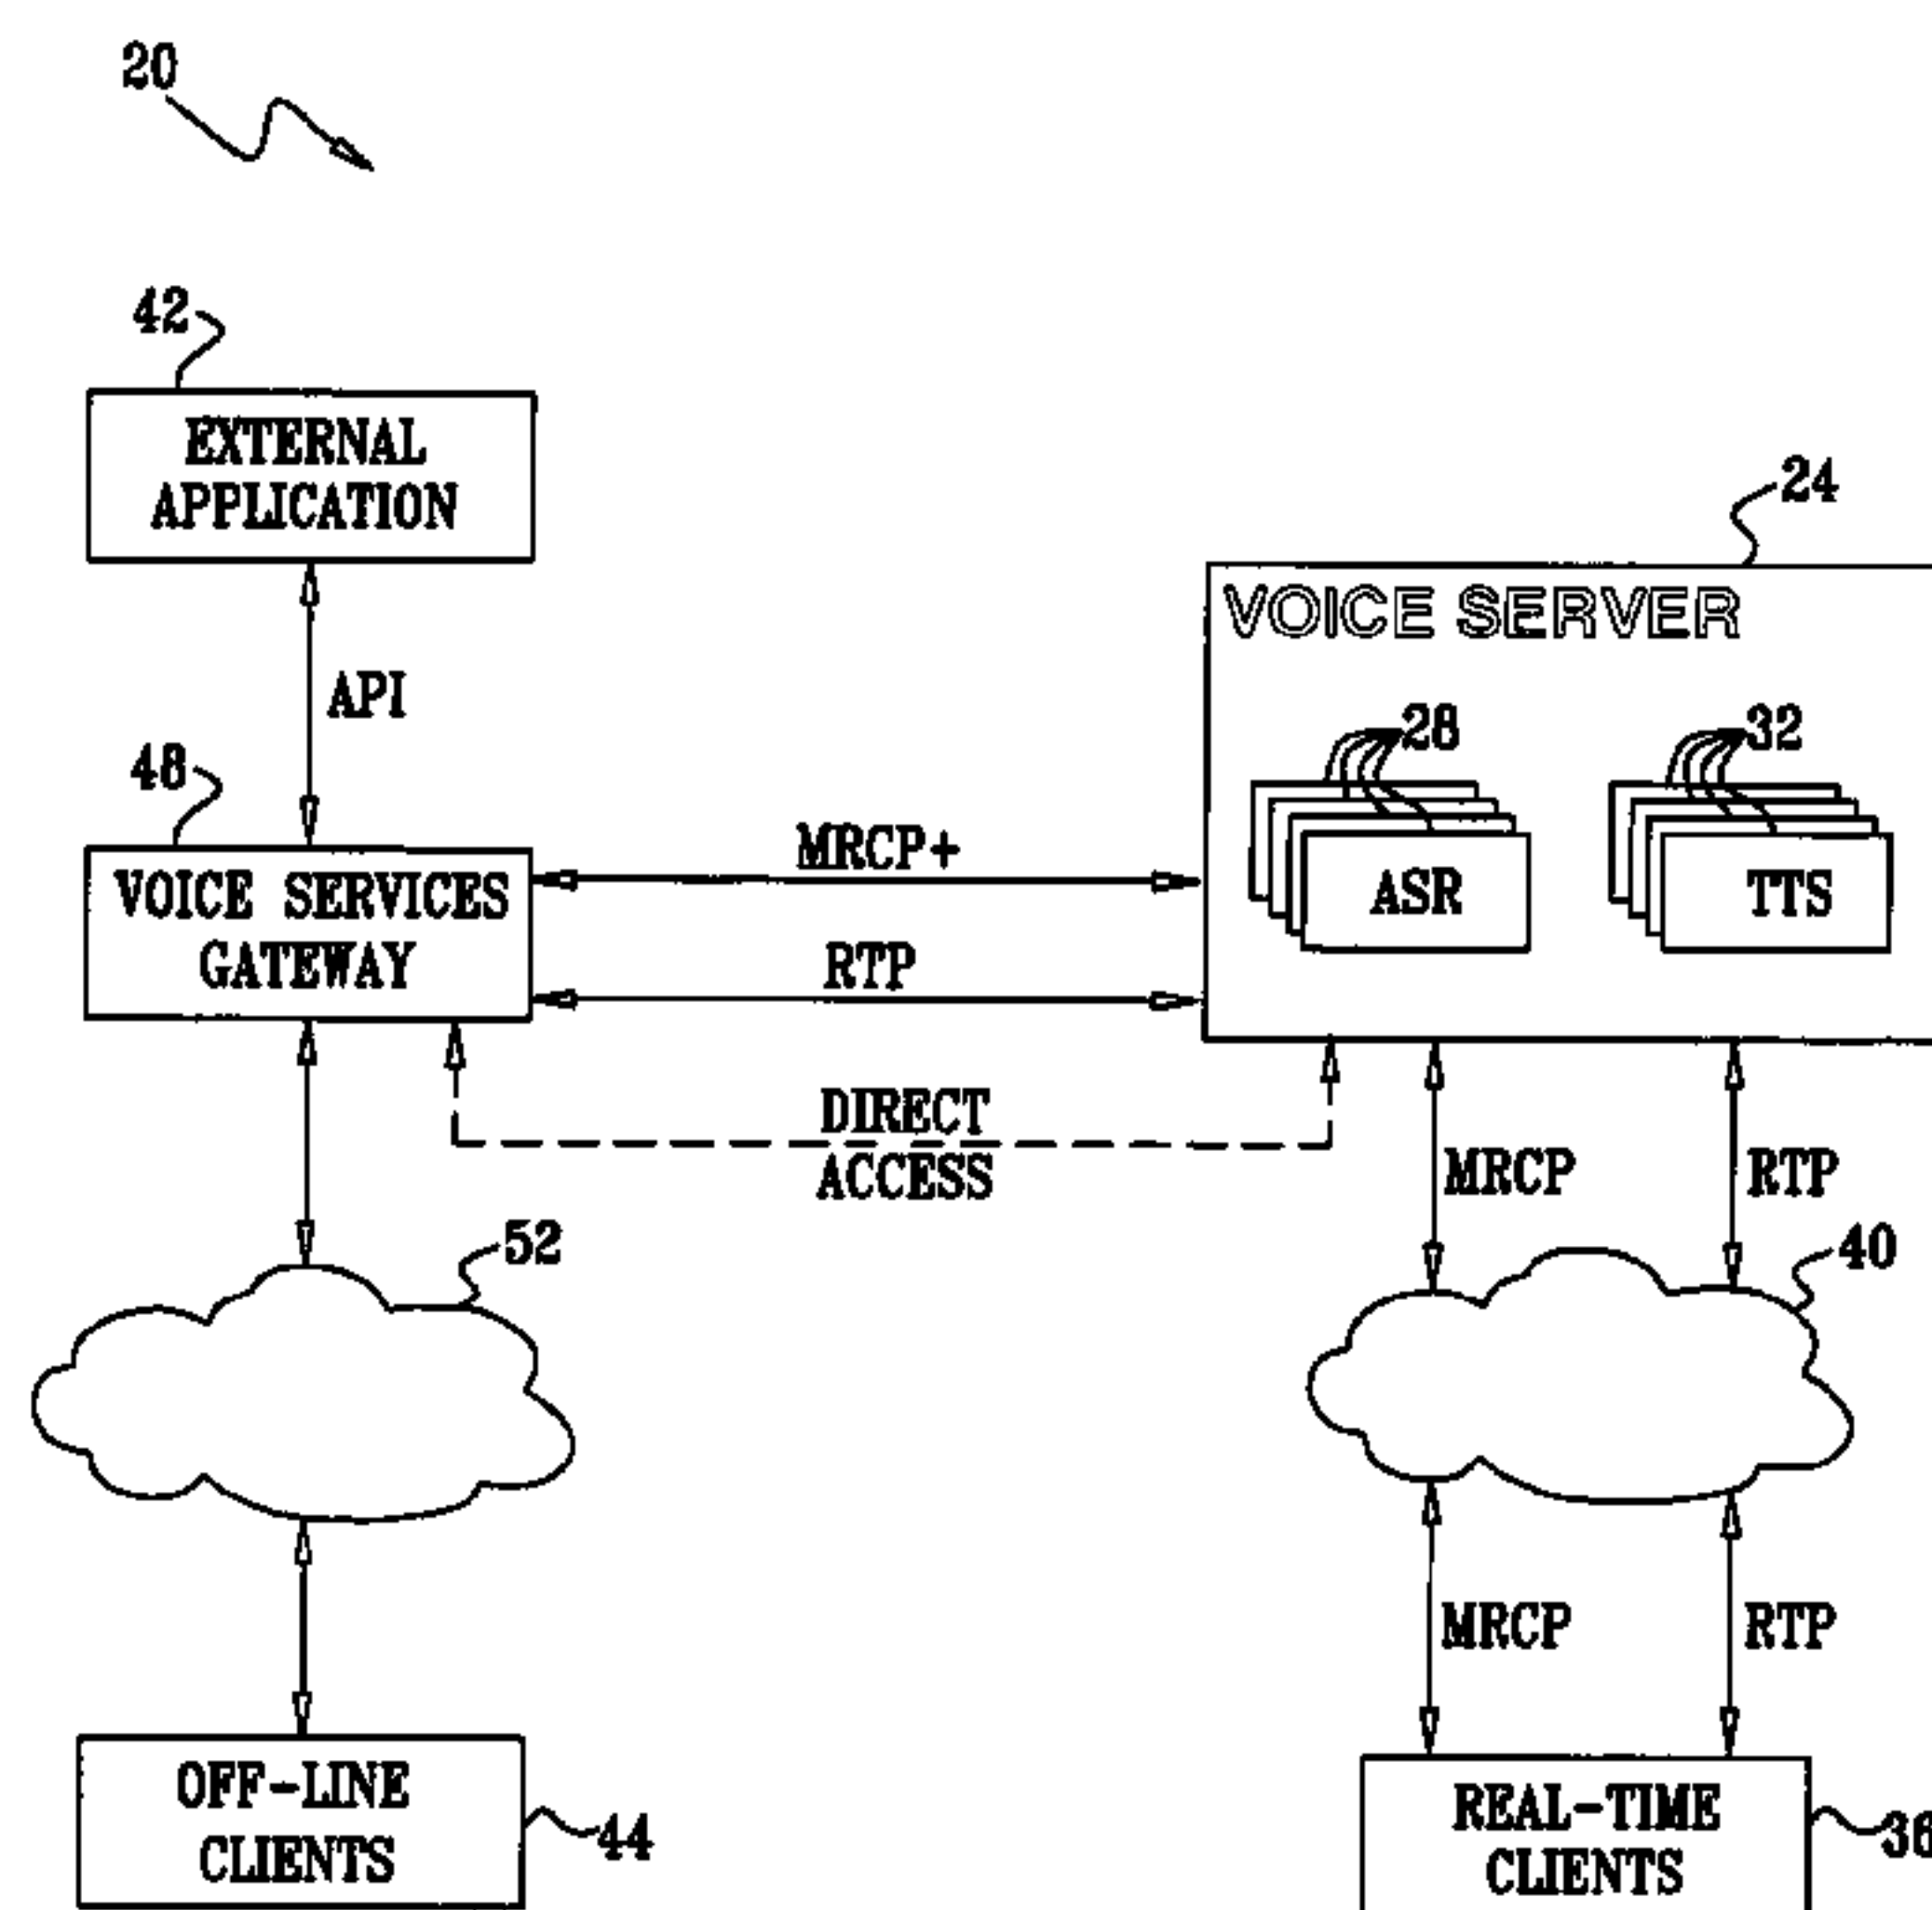 20
42
EXTERNAL
APPLICATION
24
VOICE SERVER
API
28
32
48
MRCP+
VOICE SERVICES
GATEWAY
ASR
TTS
RTP
DIRECT
ACCESS
MRCP
RTP
52
40
MRCP
RTP
OFF-LINE
CLIENTS
44
REAL-TIME
CLIENTS
36